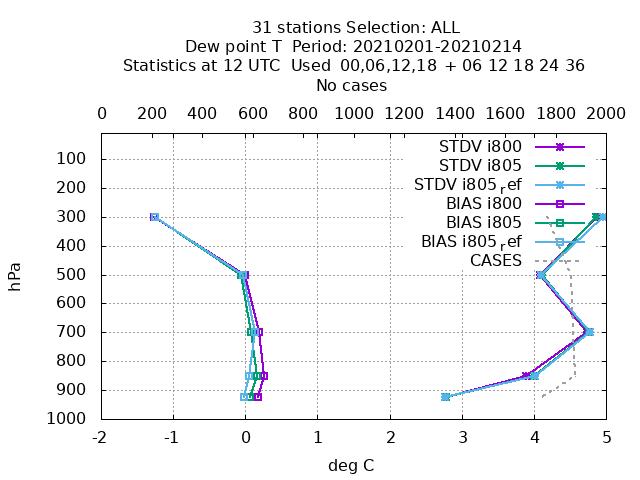 31 stations Selection: ALL
Dew point T  Period: 20210201-20210214
Statistics at 12 UTC  Used  00,06,12,18  + 06 12 18 24 36
No cases
0 200 400 600 800 1000 1200 1400 1600 1800 2000
STDV i800
STDV i805
STDV i805ref
BIAS i800
BIAS i805
BIAS i805ref
CASES
100
200
300
400
500
600
700
800
900
1000
hPa
-2 -1 0 1 2 3 4 5
deg C